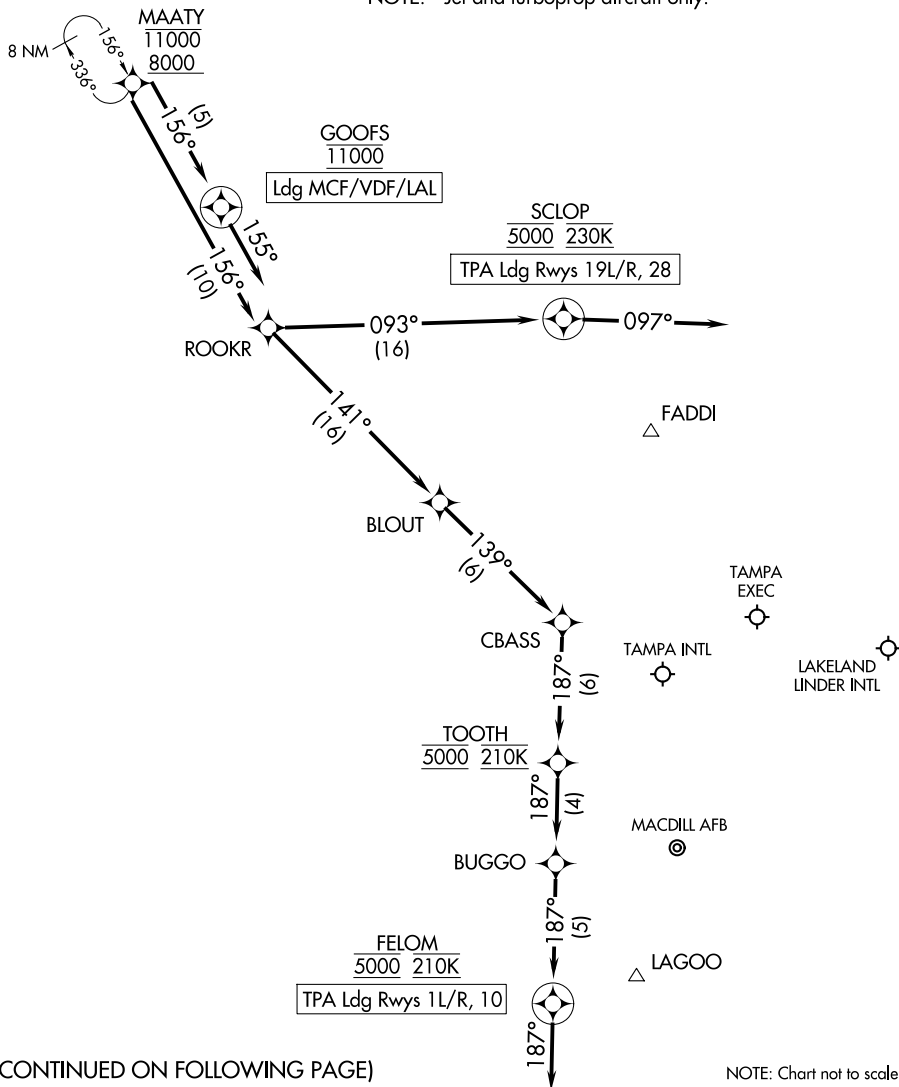 NOTE: Jet and turboprop aircraft only.
MAATY
11000
8000
8 NM
156°
336°
156°
(5)
GOOFS
11000
Ldg MCF/VDF/LAL
155°
156°
(10)
SCLOP
5000 230K
TPA Ldg Rwys 19L/R, 28
ROOKR
093°
(16)
097°
141°
(16)
FADDI
BLOUT
139°
(6)
CBASS
TAMPA
EXEC
TAMPA INTL
LAKELAND
LINDER INTL
187°
(6)
TOOTH
5000 210K
187°
(4)
MACDILL AFB
BUGGO
187°
(5)
FELOM
5000 210K
TPA Ldg Rwys 1L/R, 10
LAGOO
187°
(CONTINUED ON FOLLOWING PAGE)
NOTE: Chart not to scale